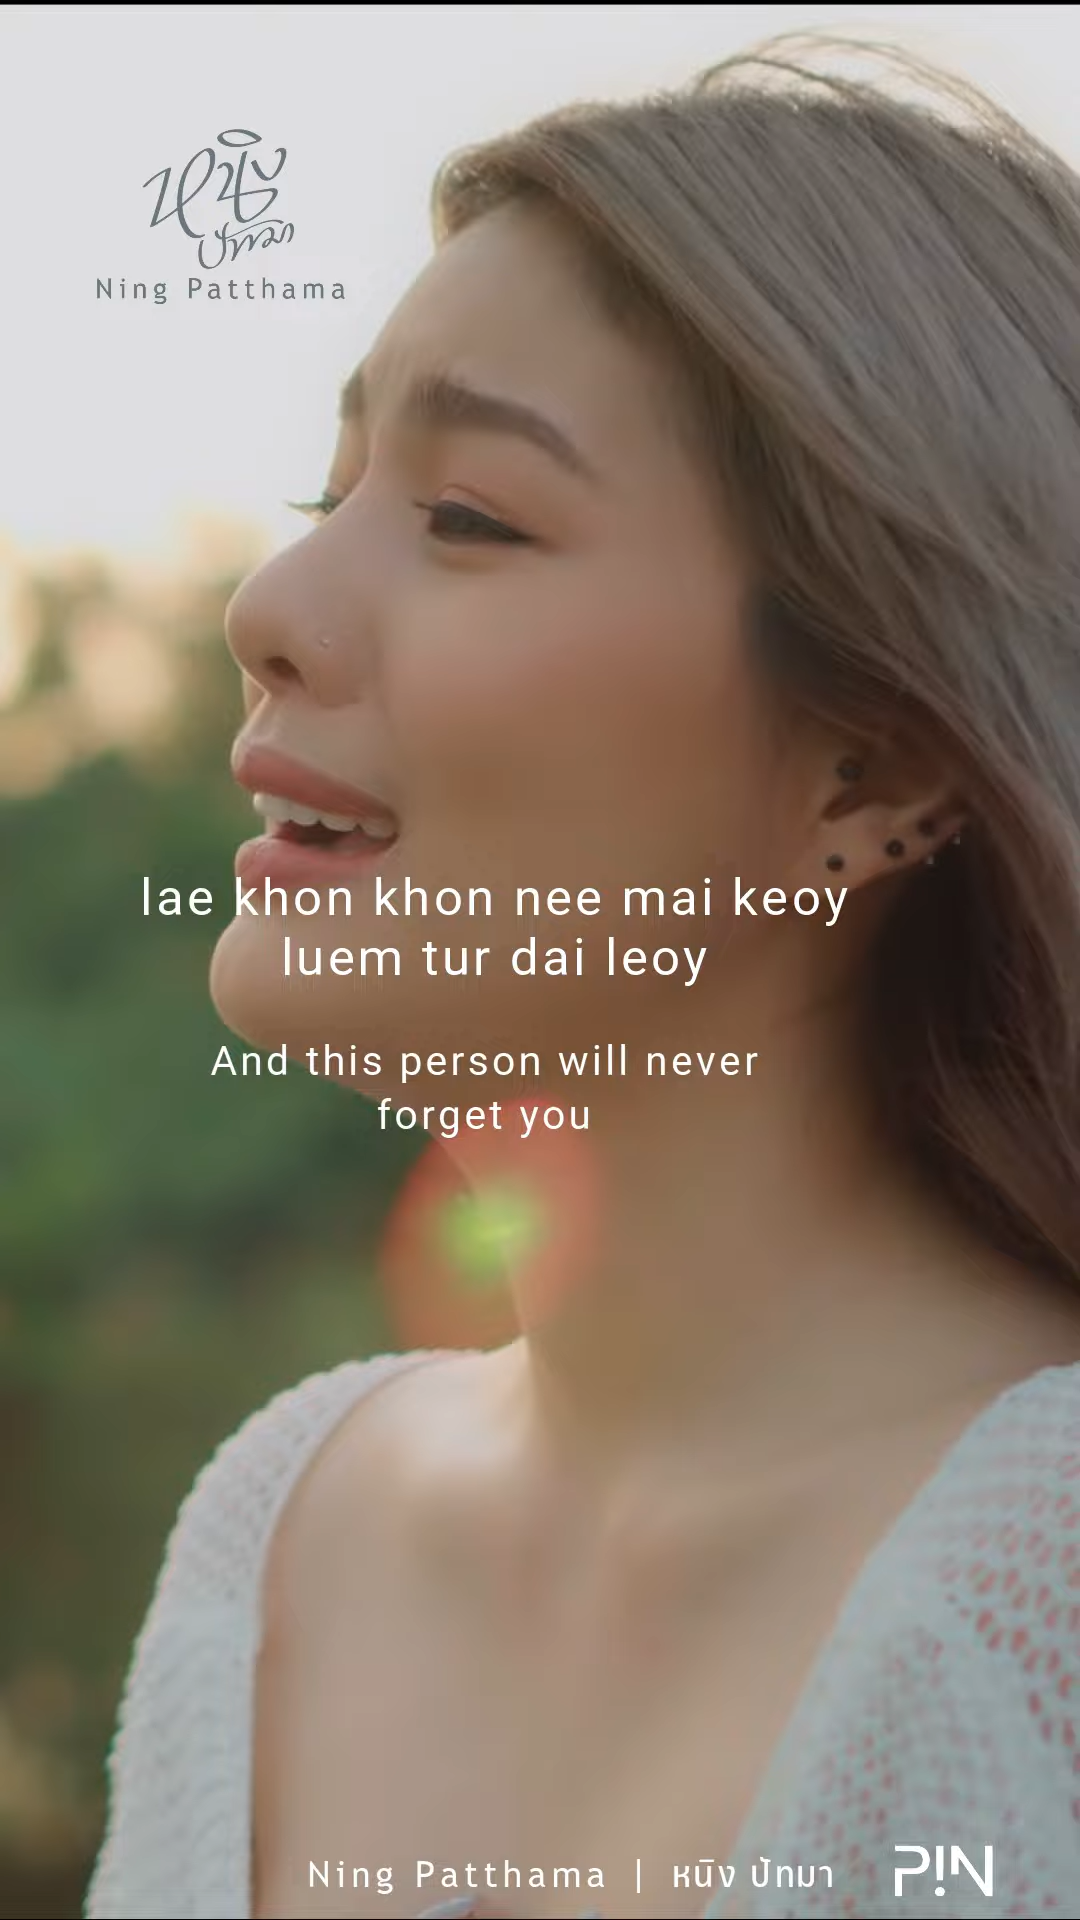 หนิง
ปัทมา
Ning Patthama
lae khon khon nee mai keoy
luem tur dai leoy
And this person will never
forget you
Ning Patthama | หนิง ปัทมา P!N